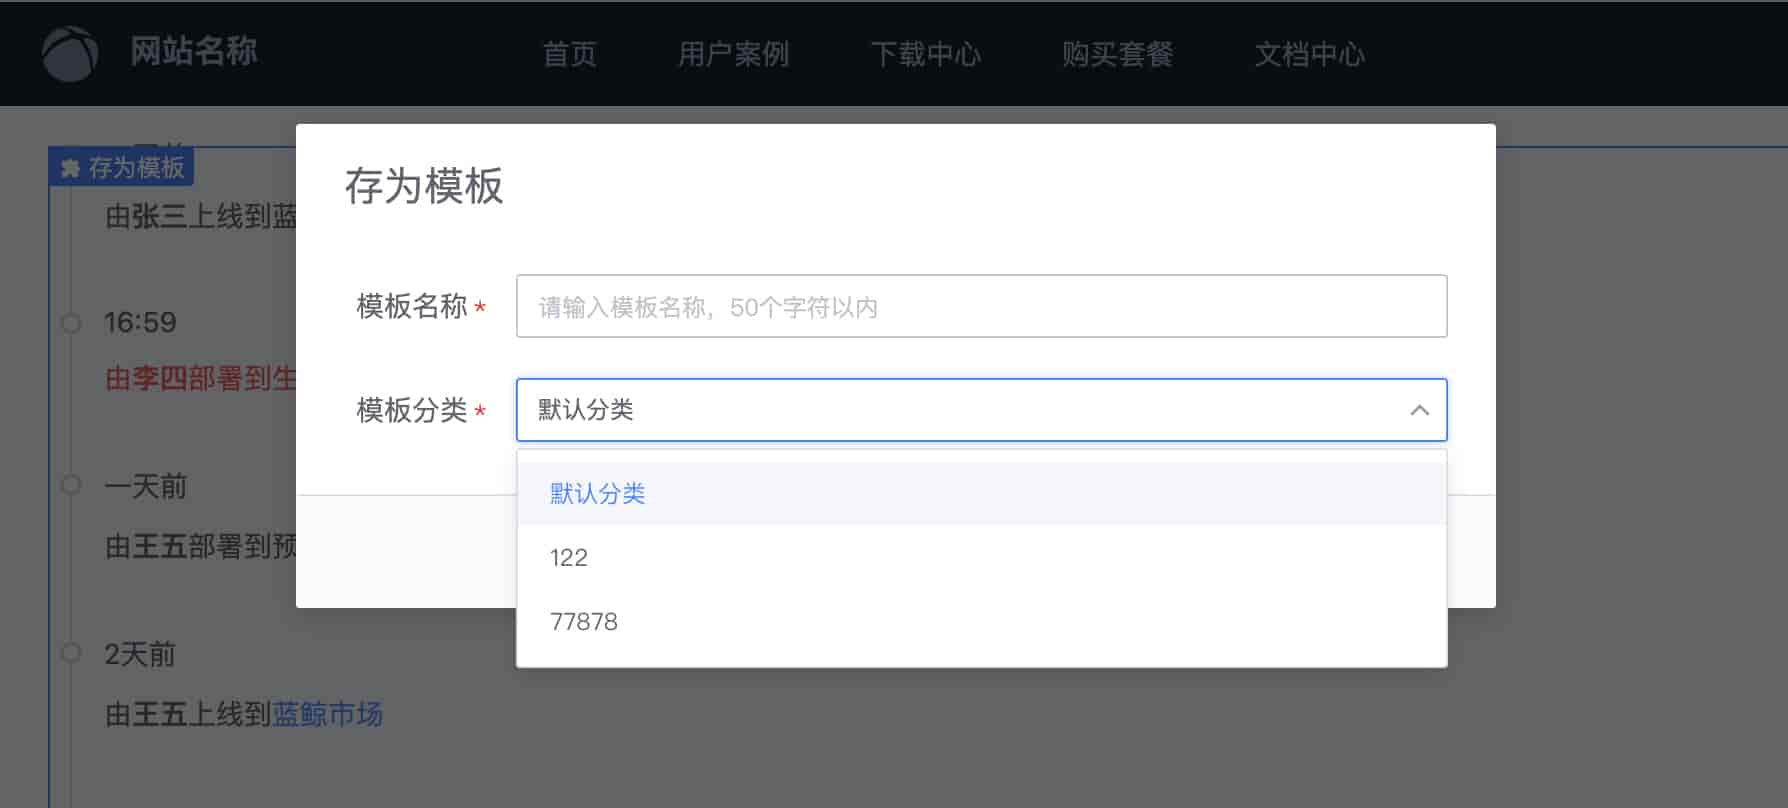 网站名称
首页
用户案例
下载中心
购买套餐
文档中心
存为模板
由张三上线到蓝
16:59
由李四部署到生
一天前
由王五部署到预
2天前
由王五上线到蓝鲸市场
存为模板
模板名称 *
请输入模板名称，50个字符以内
模板分类 *
默认分类
默认分类
122
77878